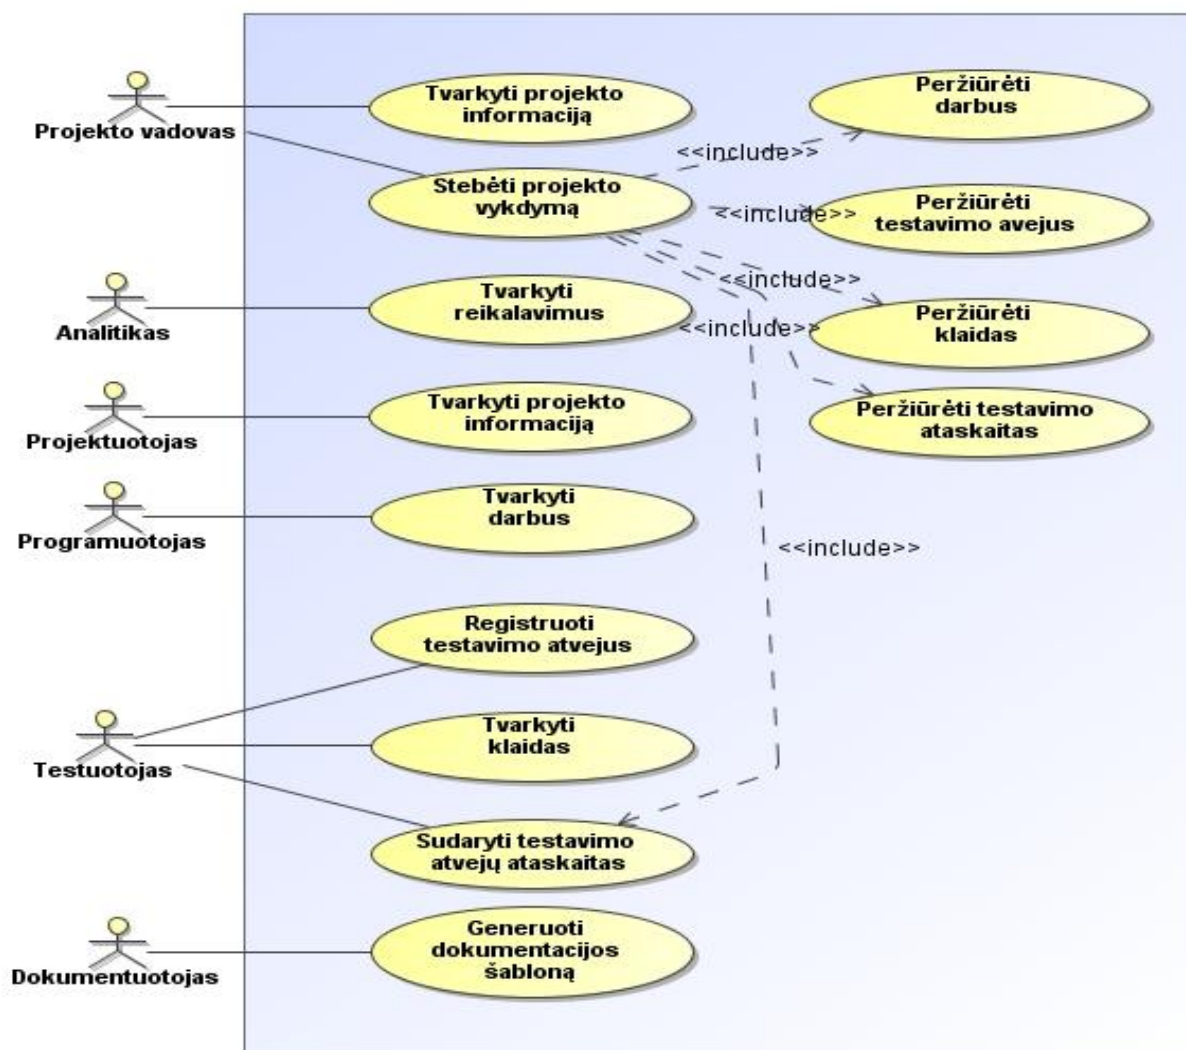 Projekto vadovas
Tvarkyti projekto
informaciją
Peržiūrėti
darbus
<<include>>
Stebėti projekto
vykdymą
<<include>>
Peržiūrėti
testavimo avejus
Analitikas
Tvarkyti
reikalavimus
<<include>>
<<include>>
Peržiūrėti
klaidas
Projektuotojas
Tvarkyti projekto
informaciją
Peržiūrėti testavimo
ataskaitas
Programuotojas
Tvarkyti
darbus
<<include>>
Registruoti
testavimo atvejus
Testuotojas
Tvarkyti
klaidas
Sudaryti testavimo
atvejų ataskaitas
Dokumentuotojas
Generuoti
dokumentacijos
šabloną